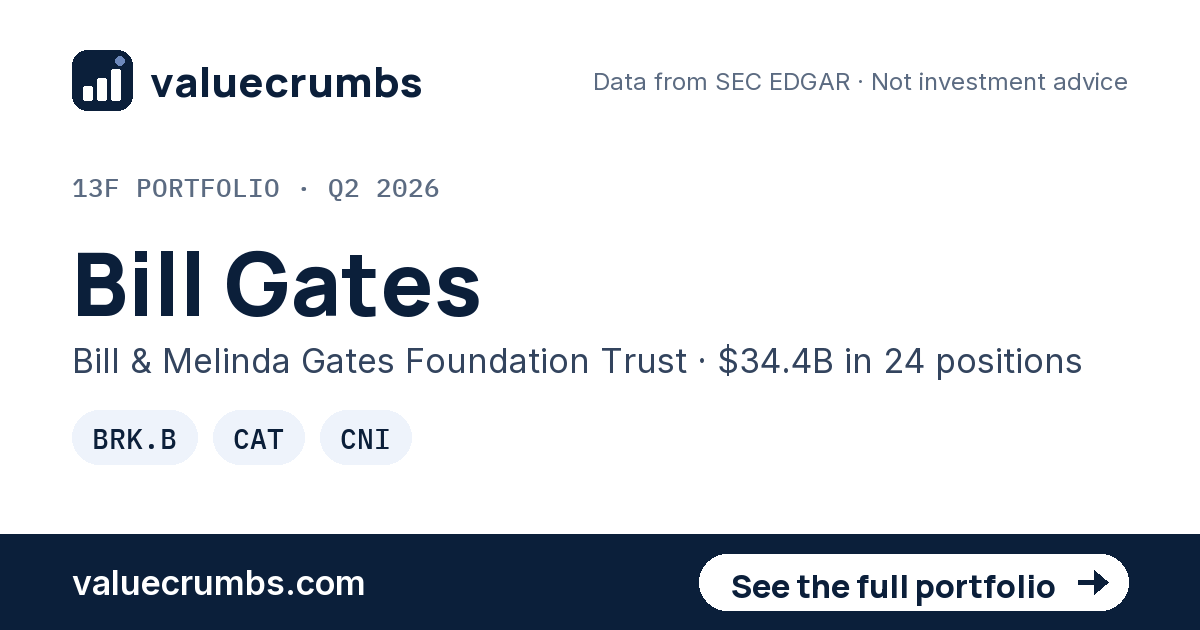 valuecrumbs
Data from SEC EDGAR · Not investment advice
13F PORTFOLIO · Q2 2026
Bill Gates
Bill & Melinda Gates Foundation Trust · $34.4B in 24 positions
BRK.B CAT CNI
valuecrumbs.com
See the full portfolio →